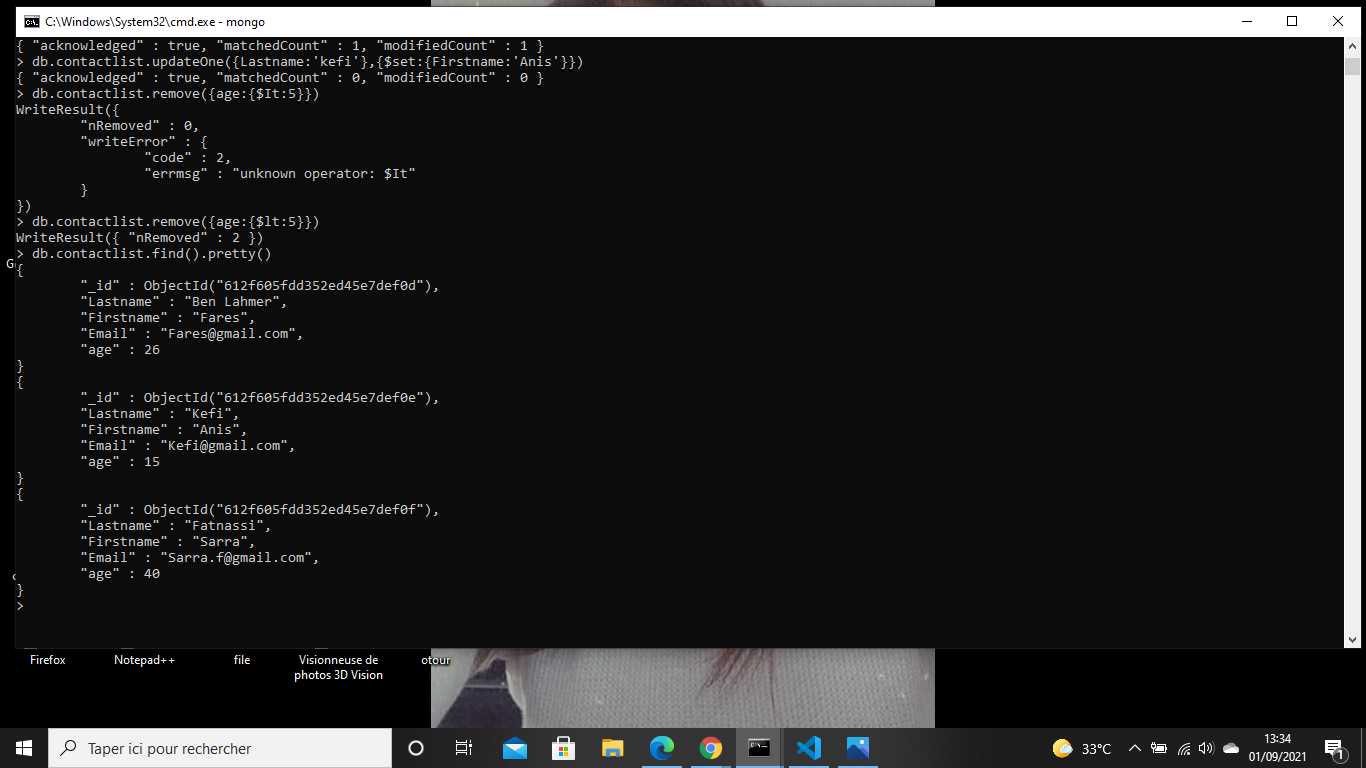 C:\Windows\System32\cmd.exe - mongo
{ "acknowledged" : true, "matchedCount" : 1, "modifiedCount" : 1 }
> db.contactlist.updateOne({Lastname:'kefi'},{$set:{Firstname:'Anis'}})
{ "acknowledged" : true, "matchedCount" : 0, "modifiedCount" : 0 }
> db.contactlist.remove({age:{$It:5}})
WriteResult({
"nRemoved" : 0,
"writeError" : {
"code" : 2,
"errmsg" : "unknown operator: $It"
}
})
> db.contactlist.remove({age:{$lt:5}})
WriteResult({ "nRemoved" : 2 })
> db.contactlist.find().pretty()
{
"_id" : ObjectId("612f605fdd352ed45e7def0d"),
"Lastname" : "Ben Lahmer",
"Firstname" : "Fares",
"Email" : "Fares@gmail.com",
"age" : 26
}
{
"_id" : ObjectId("612f605fdd352ed45e7def0e"),
"Lastname" : "Kefi",
"Firstname" : "Anis",
"Email" : "Kefi@gmail.com",
"age" : 15
}
{
"_id" : ObjectId("612f605fdd352ed45e7def0f"),
"Lastname" : "Fatnassi",
"Firstname" : "Sarra",
"Email" : "Sarra.f@gmail.com",
"age" : 40
}
>
Firefox
Notepad++
file
Visionneuse de
photos 3D Vision
otour
Taper ici pour rechercher
33°C
13:34
01/09/2021
1